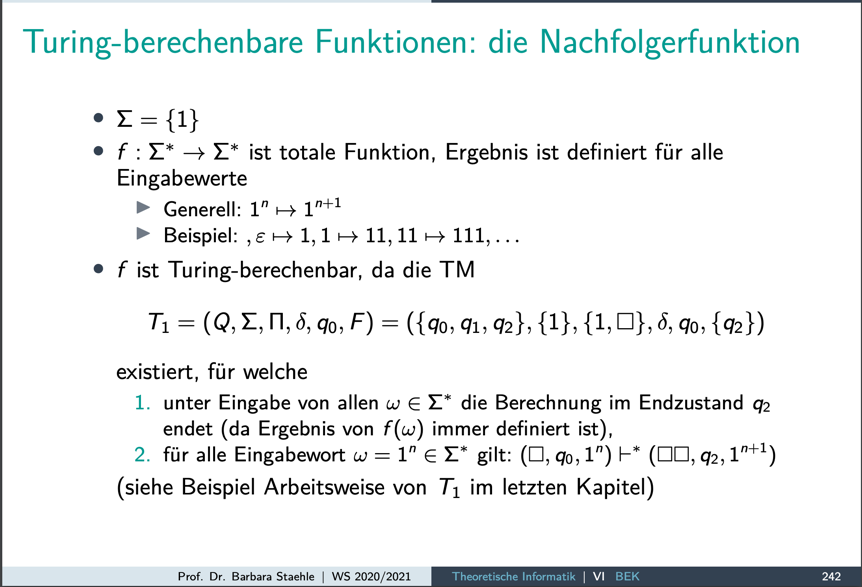 Turing-berechenbare Funktionen: die Nachfolgerfunktion
• Σ = {1}
• f : Σ* → Σ* ist totale Funktion, Ergebnis ist definiert für alle
Eingabewerte
▶ Generell: 1ⁿ ↦ 1ⁿ⁺¹
▶ Beispiel: , ε ↦ 1, 1 ↦ 11, 11 ↦ 111, . . .
• f ist Turing-berechenbar, da die TM
T₁ = (Q, Σ, Π, δ, q₀, F) = ({q₀, q₁, q₂}, {1}, {1, □}, δ, q₀, {q₂})
existiert, für welche
1. unter Eingabe von allen ω ∈ Σ* die Berechnung im Endzustand q₂
endet (da Ergebnis von f(ω) immer definiert ist),
2. für alle Eingabewort ω = 1ⁿ ∈ Σ* gilt: (□, q₀, 1ⁿ) ⊢* (□□, q₂, 1ⁿ⁺¹)
(siehe Beispiel Arbeitsweise von T₁ im letzten Kapitel)
Prof. Dr. Barbara Staehle | WS 2020/2021 Theoretische Informatik | VI BEK 242